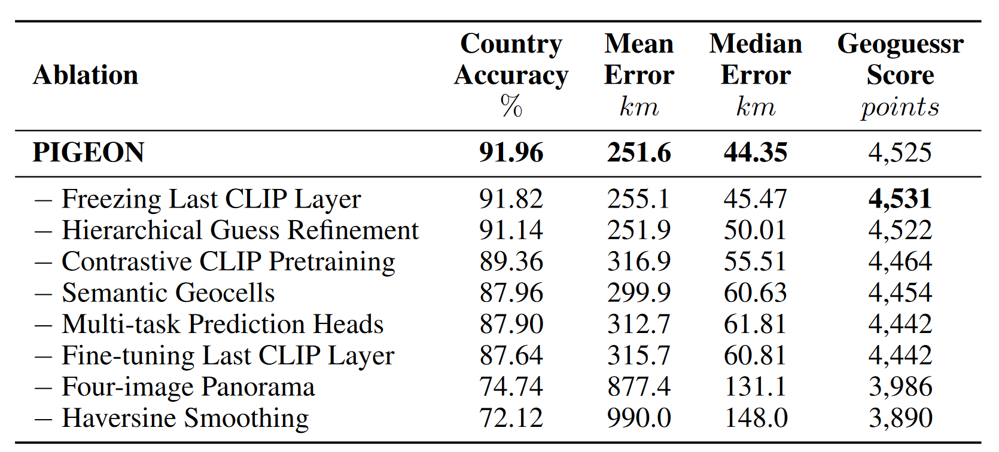 Ablation Country Accuracy % Mean Error km Median Error km Geoguessr Score points
PIGEON 91.96 251.6 44.35 4,525
− Freezing Last CLIP Layer 91.82 255.1 45.47 4,531
− Hierarchical Guess Refinement 91.14 251.9 50.01 4,522
− Contrastive CLIP Pretraining 89.36 316.9 55.51 4,464
− Semantic Geocells 87.96 299.9 60.63 4,454
− Multi-task Prediction Heads 87.90 312.7 61.81 4,442
− Fine-tuning Last CLIP Layer 87.64 315.7 60.81 4,442
− Four-image Panorama 74.74 877.4 131.1 3,986
− Haversine Smoothing 72.12 990.0 148.0 3,890